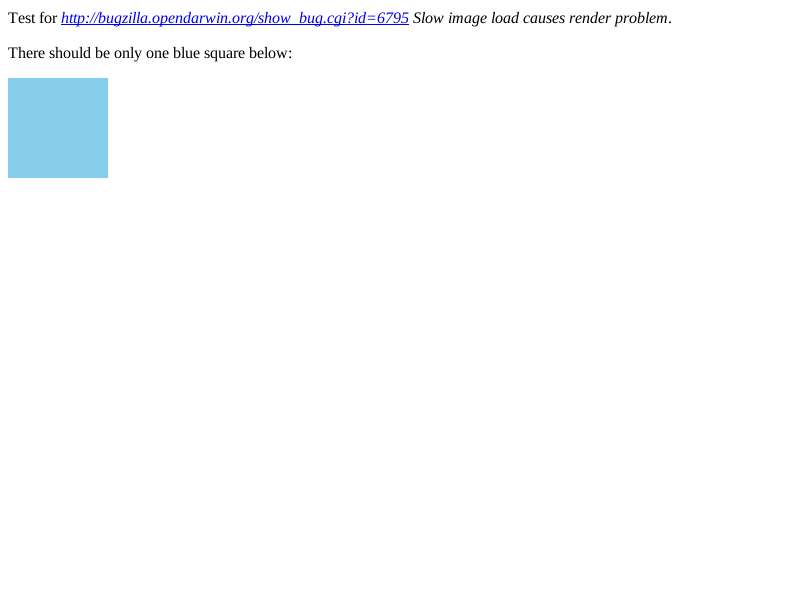 Test for http://bugzilla.opendarwin.org/show_bug.cgi?id=6795 Slow image load causes render problem.
There should be only one blue square below: